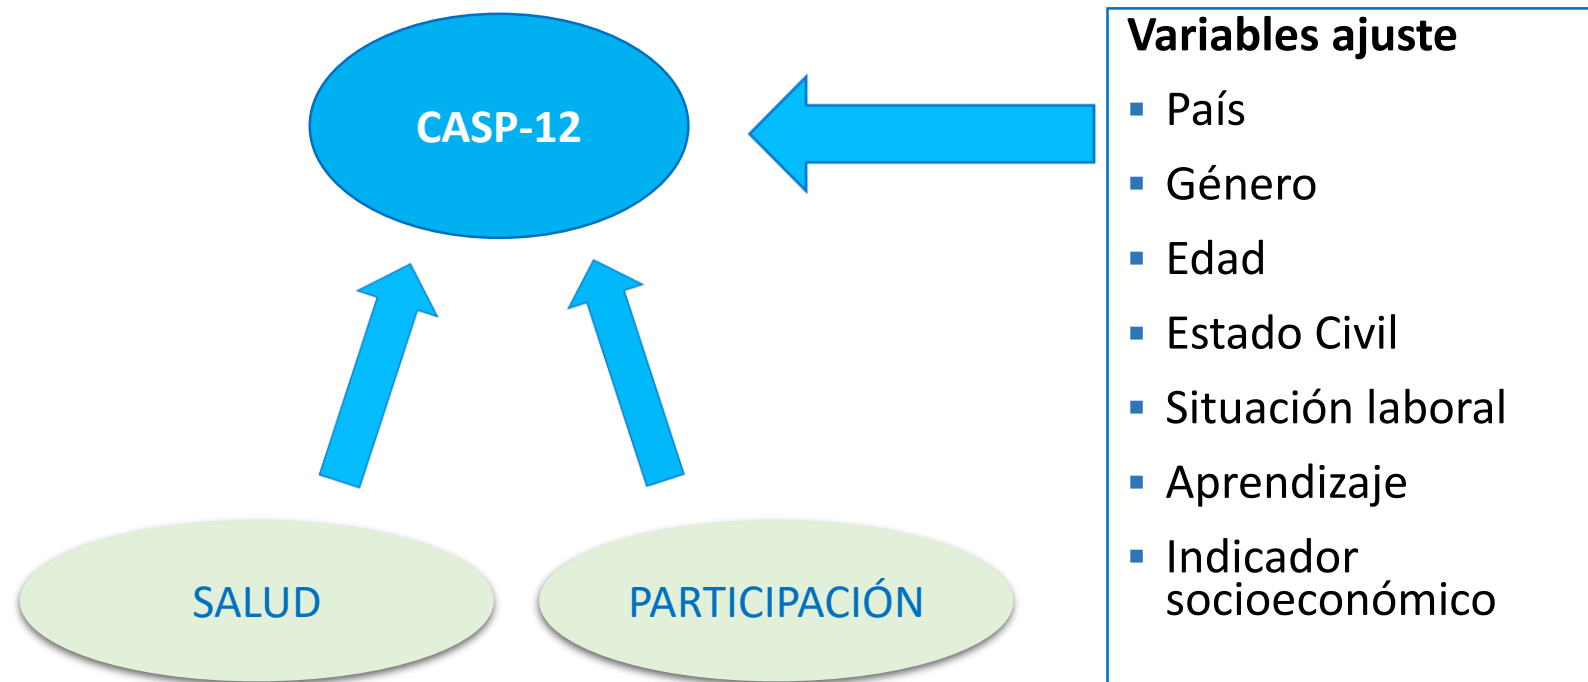 CASP-12
SALUD
PARTICIPACIÓN
Variables ajuste
País
Género
Edad
Estado Civil
Situación laboral
Aprendizaje
Indicador
socioeconómico